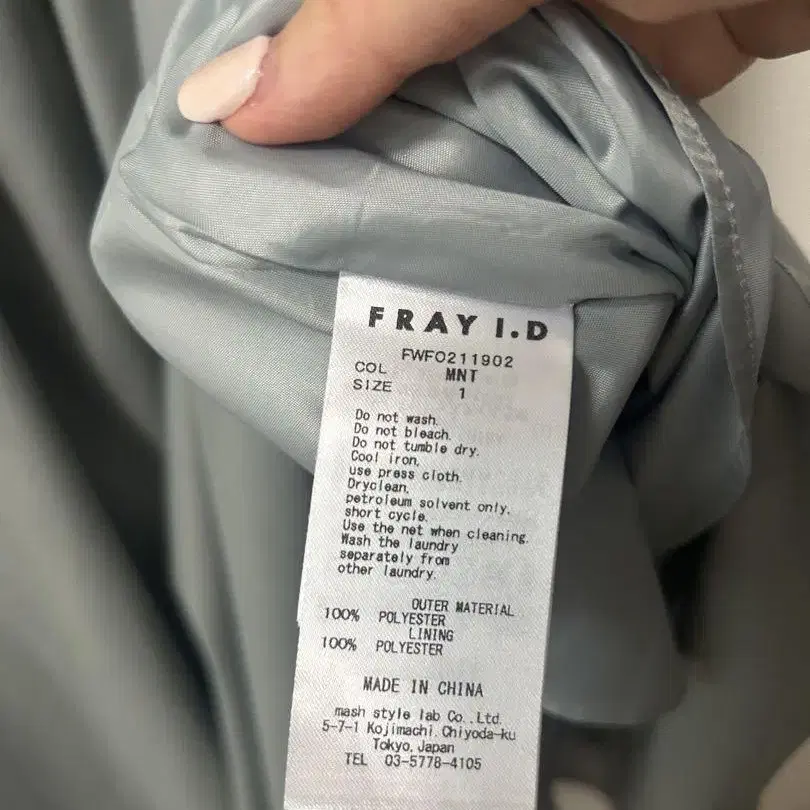 FRAY I.D
FWFO211902
COL MNT
SIZE 1
Do not wash.
Do not bleach.
Do not tumble dry.
Cool iron,
use press cloth.
Dryclean,
petroleum solvent only,
short cycle.
Use the net when cleaning.
Wash the laundry
separately from
other laundry.
OUTER MATERIAL
100% POLYESTER
LINING
100% POLYESTER
MADE IN CHINA
mash style lab Co.,Ltd.
5-7-1 Kojimachi,Chiyoda-ku
Tokyo,Japan
TEL 03-5778-4105